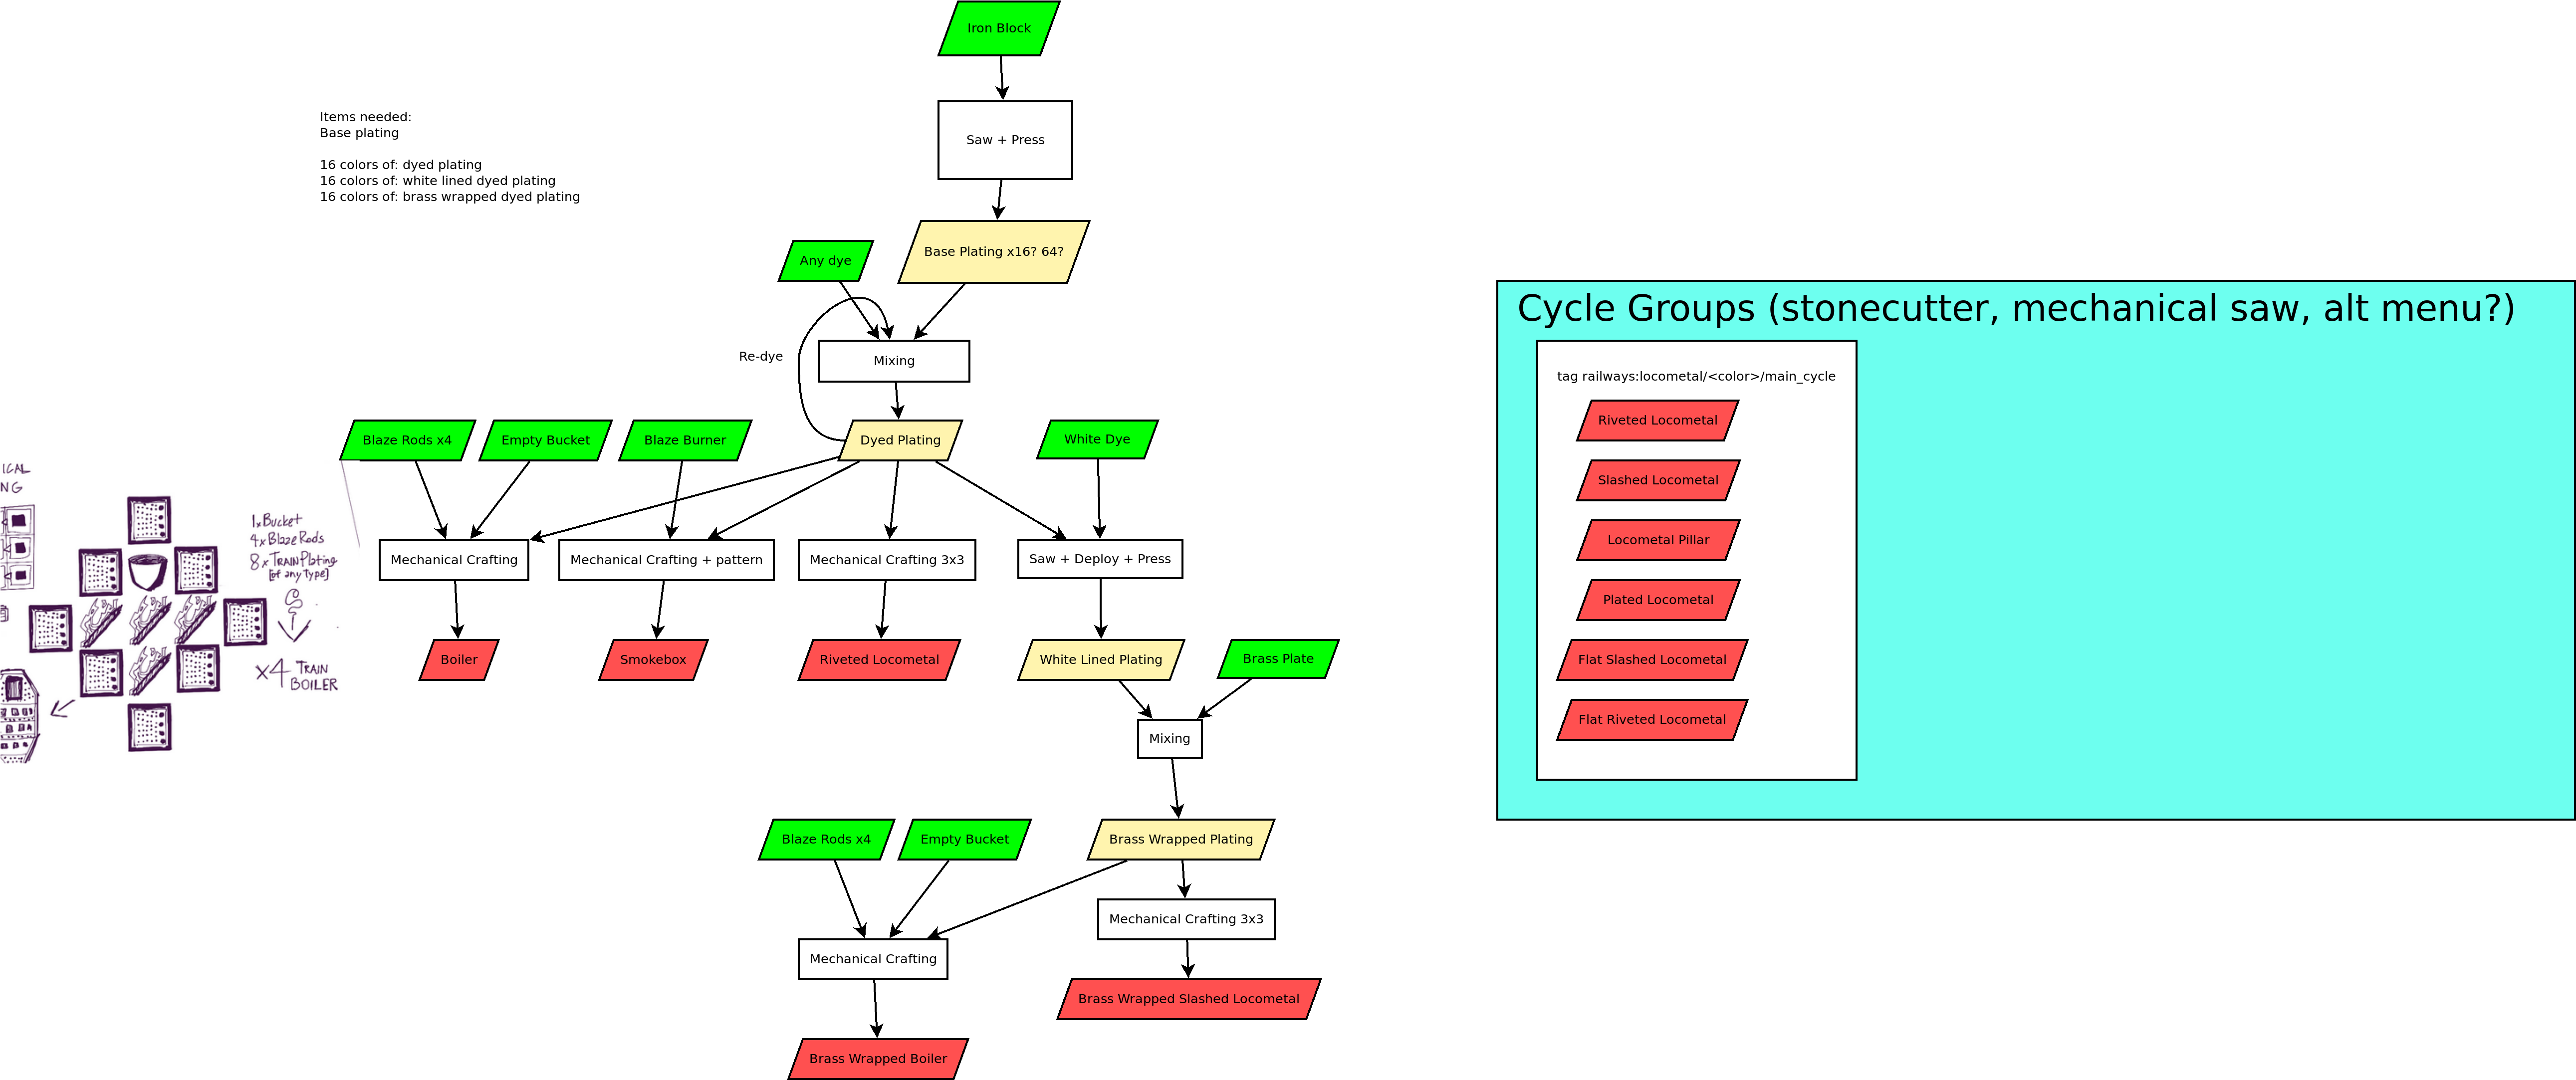 Iron Block
Items needed:
Base plating
16 colors of: dyed plating
16 colors of: white lined dyed plating
16 colors of: brass wrapped dyed plating
Saw + Press
Base Plating x16? 64?
Any dye
Re-dye
Mixing
Blaze Rods x4
Empty Bucket
Blaze Burner
Dyed Plating
White Dye
Mechanical Crafting
Mechanical Crafting + pattern
Mechanical Crafting 3x3
Saw + Deploy + Press
Boiler
Smokebox
Riveted Locometal
White Lined Plating
Brass Plate
Mixing
Blaze Rods x4
Empty Bucket
Brass Wrapped Plating
Mechanical Crafting 3x3
Mechanical Crafting
Brass Wrapped Slashed Locometal
Brass Wrapped Boiler
ICAL
NG
1x Bucket
4x Blaze Rods
8x TRAIN Plating
[of any Type]
x4 TRAIN
BOILER
Cycle Groups (stonecutter, mechanical saw, alt menu?)
tag railways:locometal/<color>/main_cycle
Riveted Locometal
Slashed Locometal
Locometal Pillar
Plated Locometal
Flat Slashed Locometal
Flat Riveted Locometal